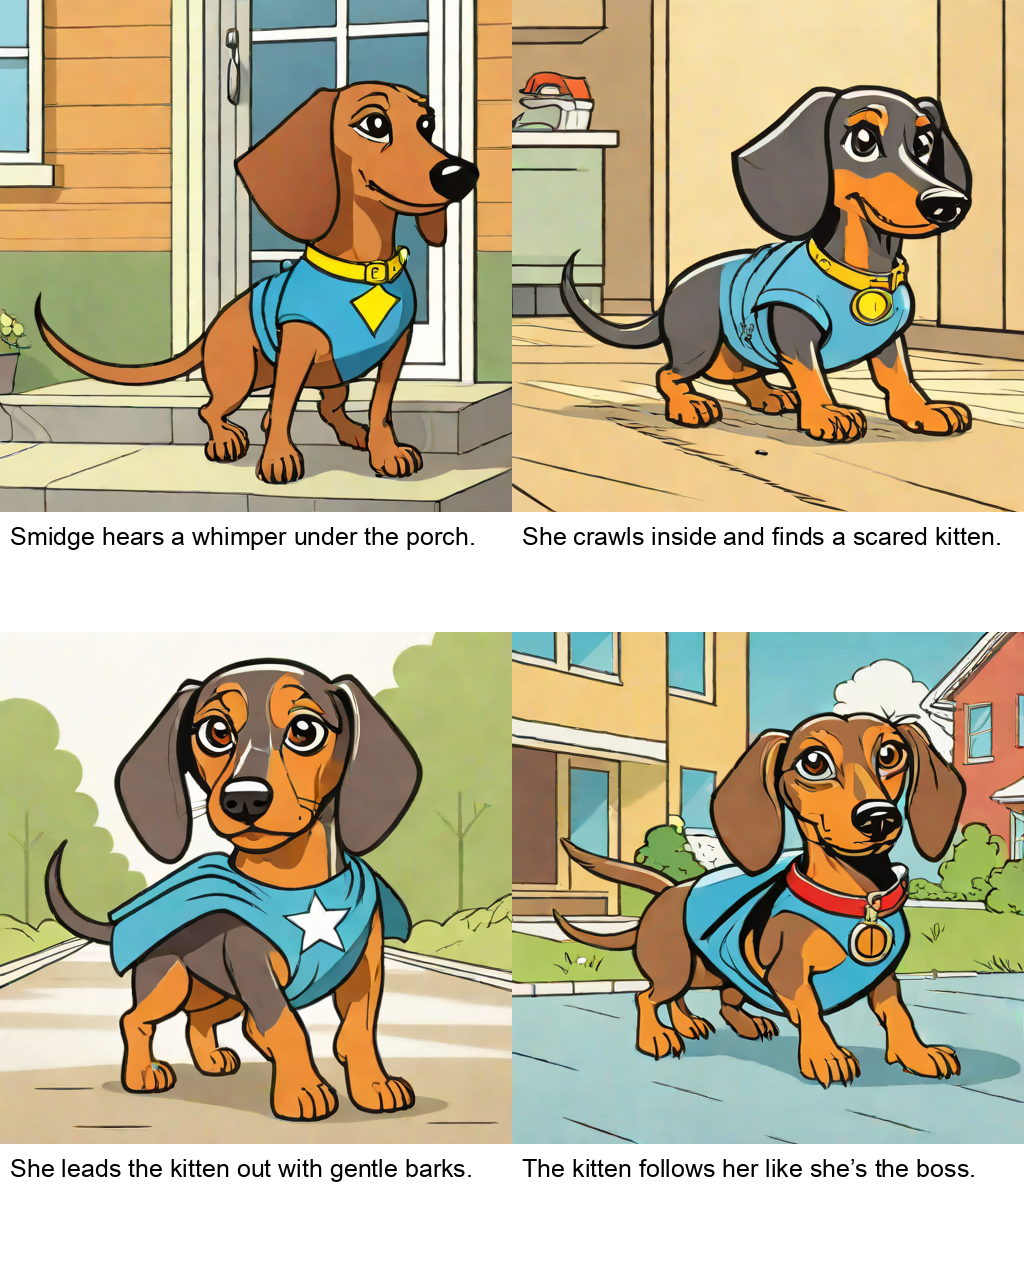 Smidge hears a whimper under the porch.
She crawls inside and finds a scared kitten.
She leads the kitten out with gentle barks.
The kitten follows her like she’s the boss.